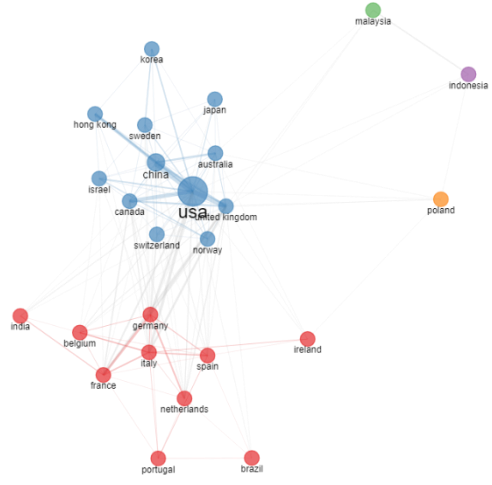 malaysia
korea
indonesia
japan
hong kong
sweden
australia
china
israel
canada
usa
united kingdom
poland
switzerland
norway
india
germany
belgium
ireland
italy
spain
france
netherlands
portugal
brazil